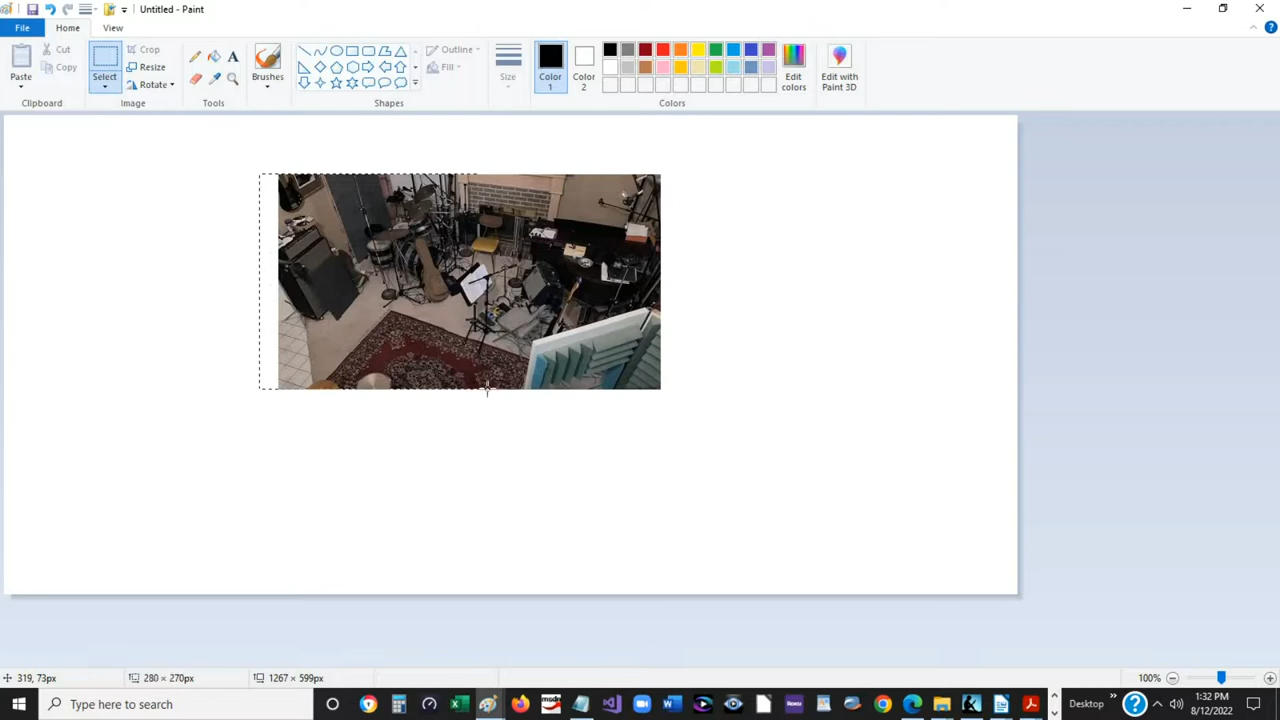 Untitled - Paint
File
Home
View
Paste
Cut
Copy
Clipboard
Select
Crop
Resize
Rotate
Image
Tools
Brushes
Outline
Fill
Shapes
Size
Color
1
Color
2
Colors
Edit
colors
Edit with
Paint 3D
319, 73px
280 × 270px
1267 × 599px
100%
Type here to search
msdn
Roku
Desktop
1:32 PM
8/12/2022